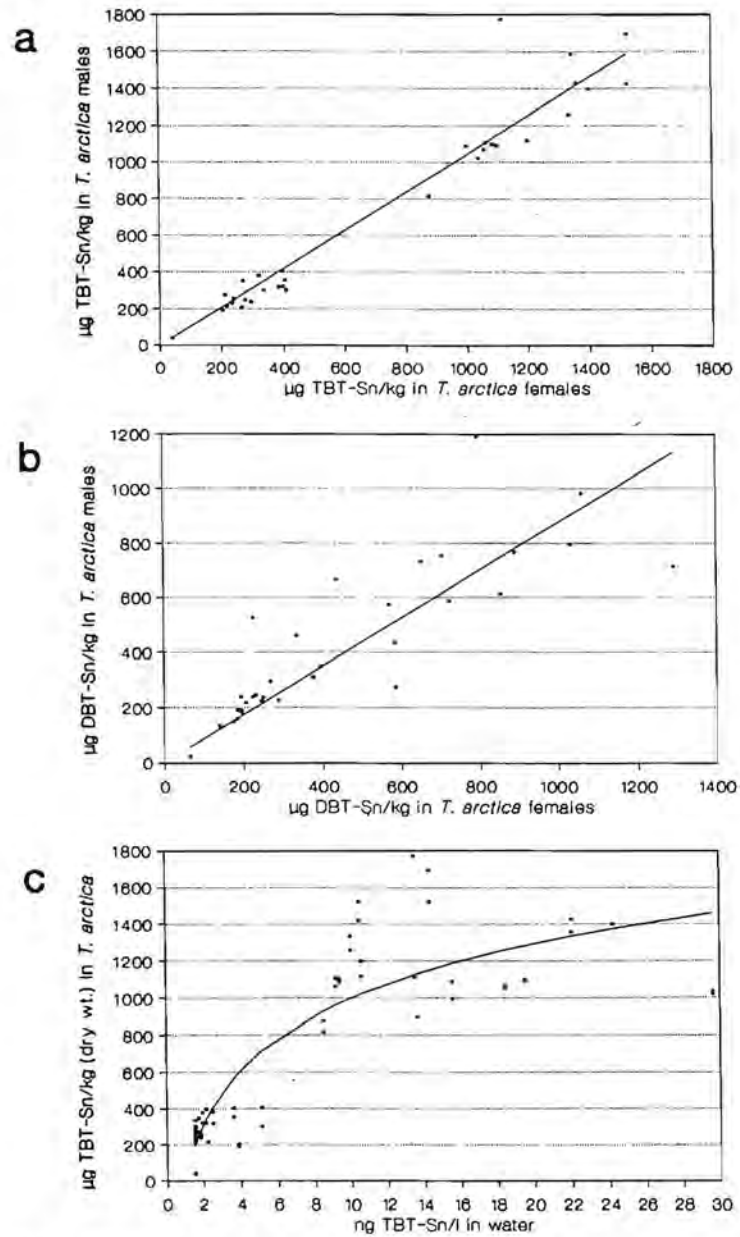 a
µg TBT-Sn/kg in T. arctica males
1800
1600
1400
1200
1000
800
600
400
200
0
0 200 400 600 800 1000 1200 1400 1600 1800
µg TBT-Sn/kg in T. arctica females
b
µg DBT-Sn/kg in T. arctica males
1200
1000
800
600
400
200
0
0 200 400 600 800 1000 1200 1400
µg DBT-Sn/kg in T. arctica females
c
µg TBT-Sn/kg (dry wt.) in T. arctica
1800
1600
1400
1200
1000
800
600
400
200
0
0 2 4 6 8 10 12 14 16 18 20 22 24 26 28 30
ng TBT-Sn/l in water